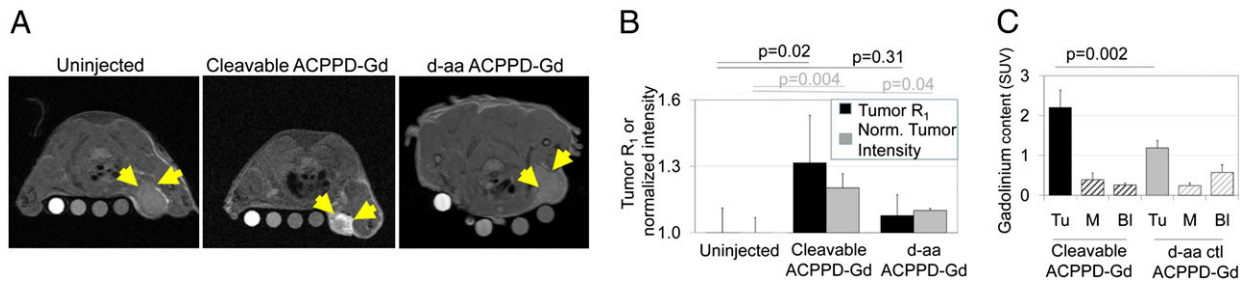 A
Uninjected
Cleavable ACPPD-Gd
d-aa ACPPD-Gd
B
p=0.02
p=0.31
p=0.004
p=0.04
Tumor R1 or
normalized intensity
1.6
1.3
1.0
Tumor R1
Norm. Tumor
Intensity
Uninjected
Cleavable
ACPPD-Gd
d-aa
ACPPD-Gd
C
p=0.002
Gadolinium content (SUV)
3
2
1
0
Tu M Bl Tu M Bl
Cleavable
ACPPD-Gd
d-aa ctl
ACPPD-Gd